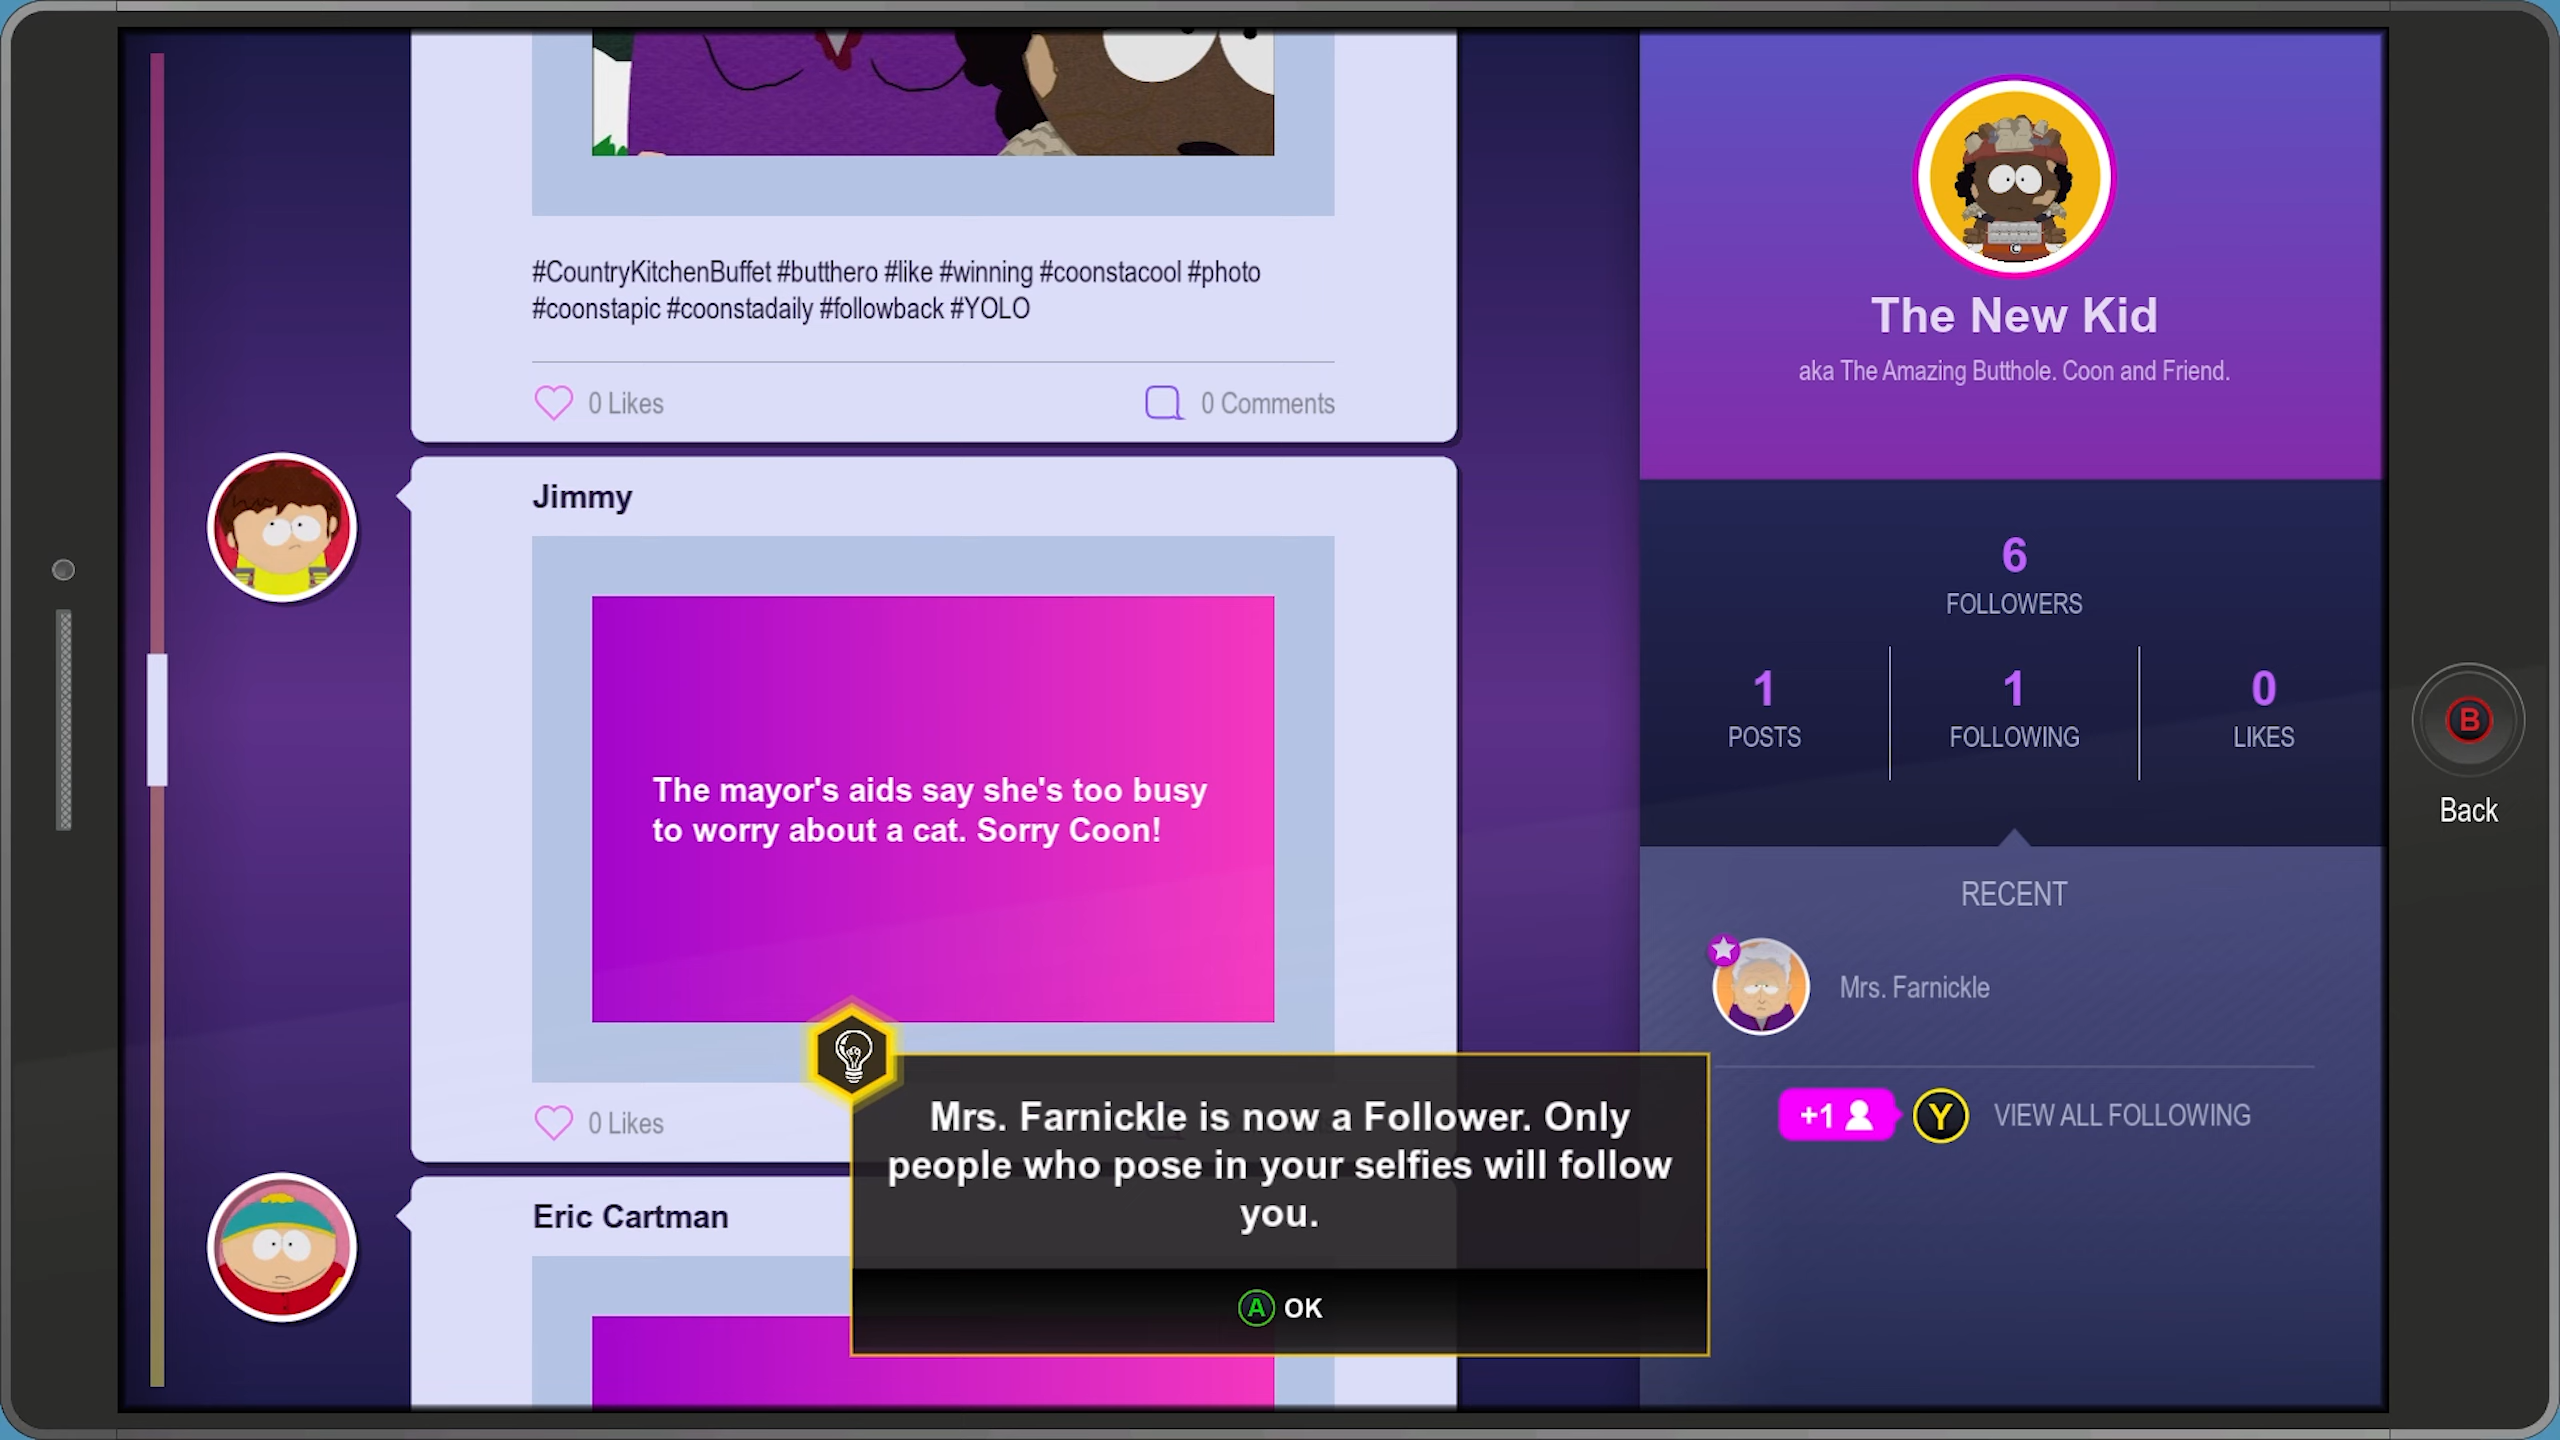 #CountryKitchenBuffet #butthero #like #winning #coonstacool #photo
#coonstapic #coonstadaily #followback #YOLO
0 Likes
0 Comments
Jimmy
The mayor's aids say she's too busy
to worry about a cat. Sorry Coon!
0 Likes
Eric Cartman
Mrs. Farnickle is now a Follower. Only
people who pose in your selfies will follow
you.
A OK
The New Kid
aka The Amazing Butthole. Coon and Friend.
6
FOLLOWERS
1
POSTS
1
FOLLOWING
0
LIKES
RECENT
Mrs. Farnickle
+1
Y VIEW ALL FOLLOWING
B
Back